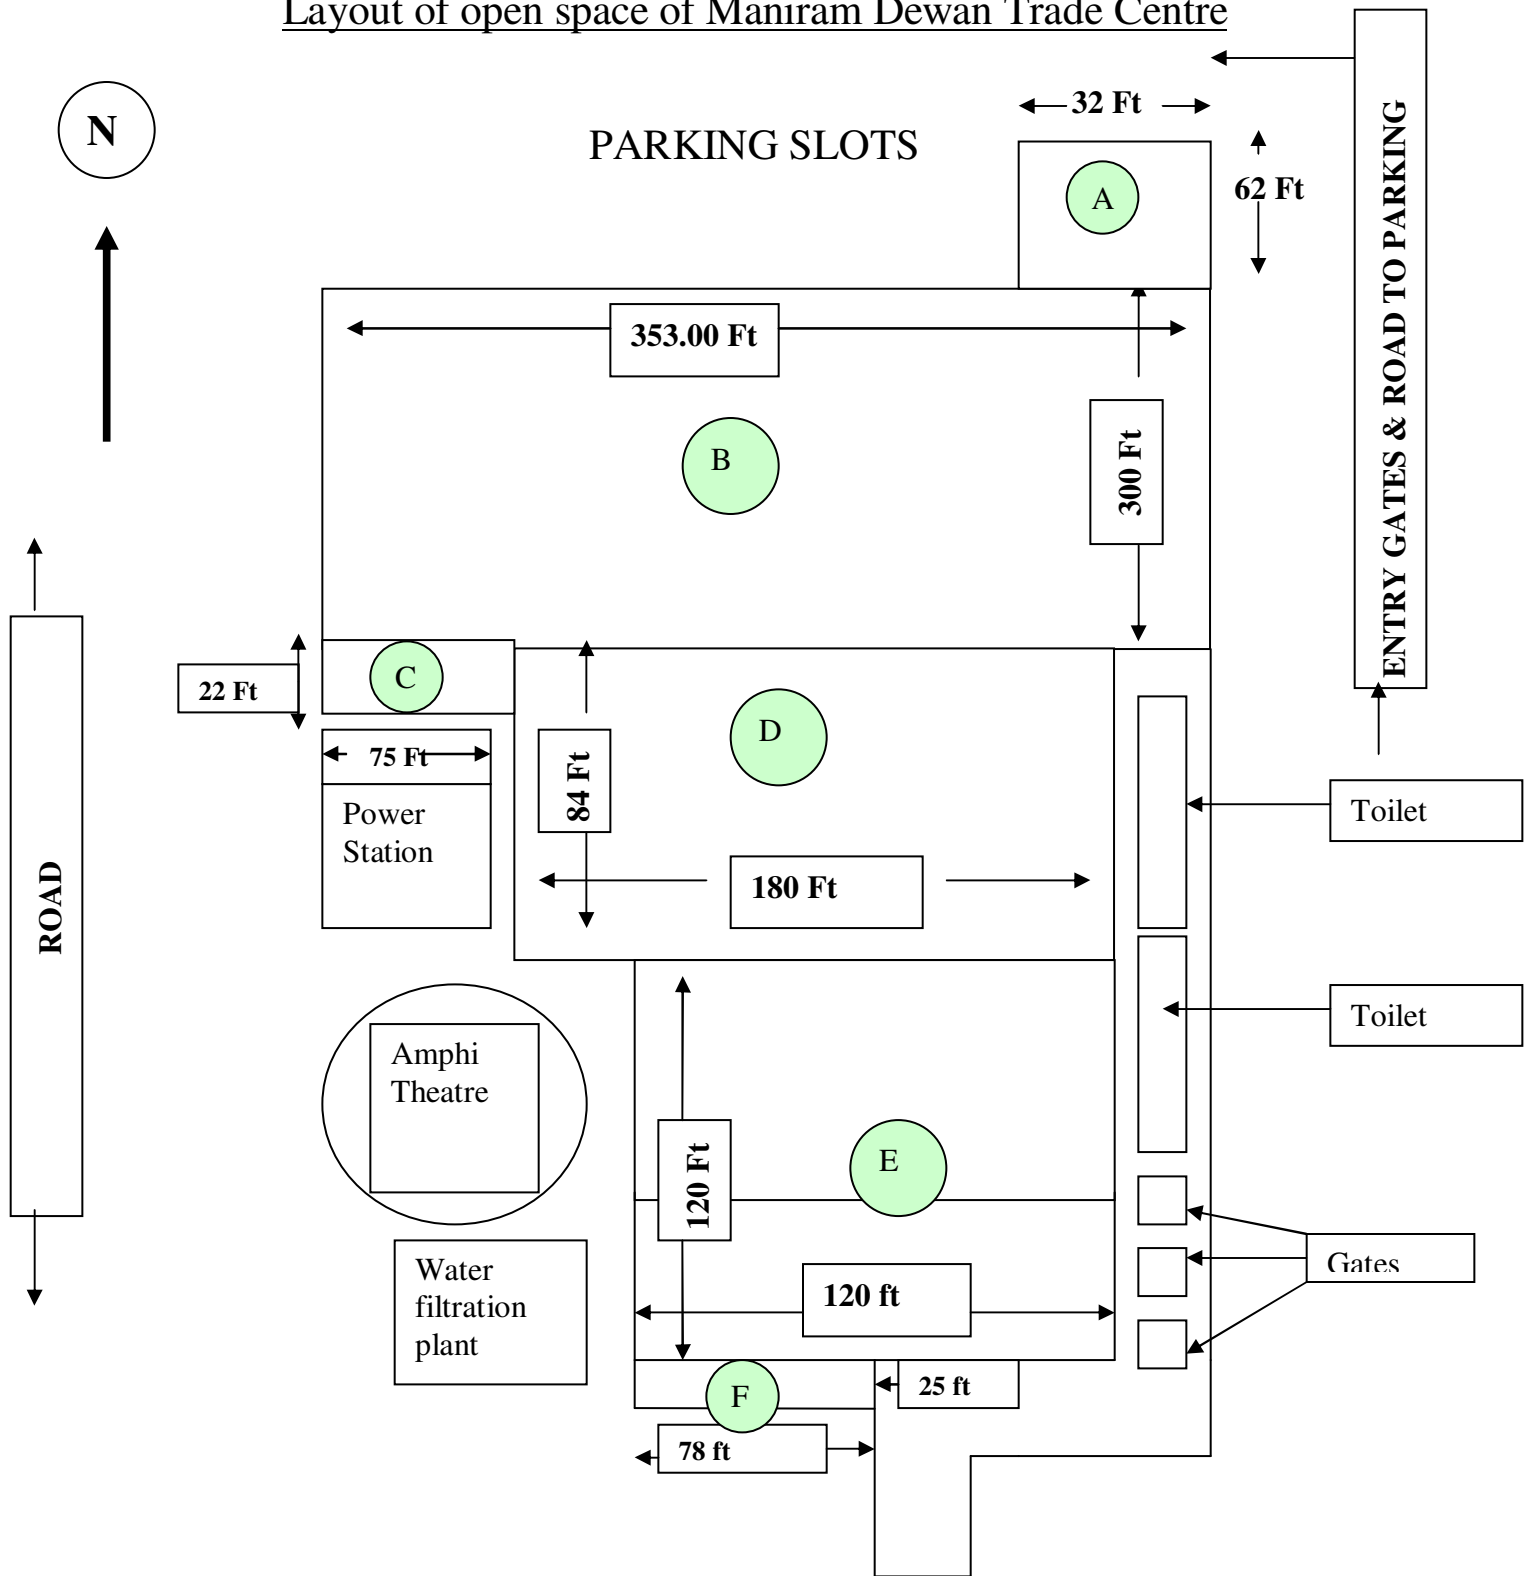 Layout of open space of Maniram Dewan Trade Centre
32 Ft
N
PARKING SLOTS
A
62 Ft
ENTRY GATES & ROAD TO PARKING
353.00 Ft
B
300 Ft
C
22 Ft
D
75 Ft
84 Ft
Power
Station
Toilet
180 Ft
ROAD
Toilet
Amphi
Theatre
E
120 Ft
Water
filtration
plant
Gates
120 ft
F
25 ft
78 ft